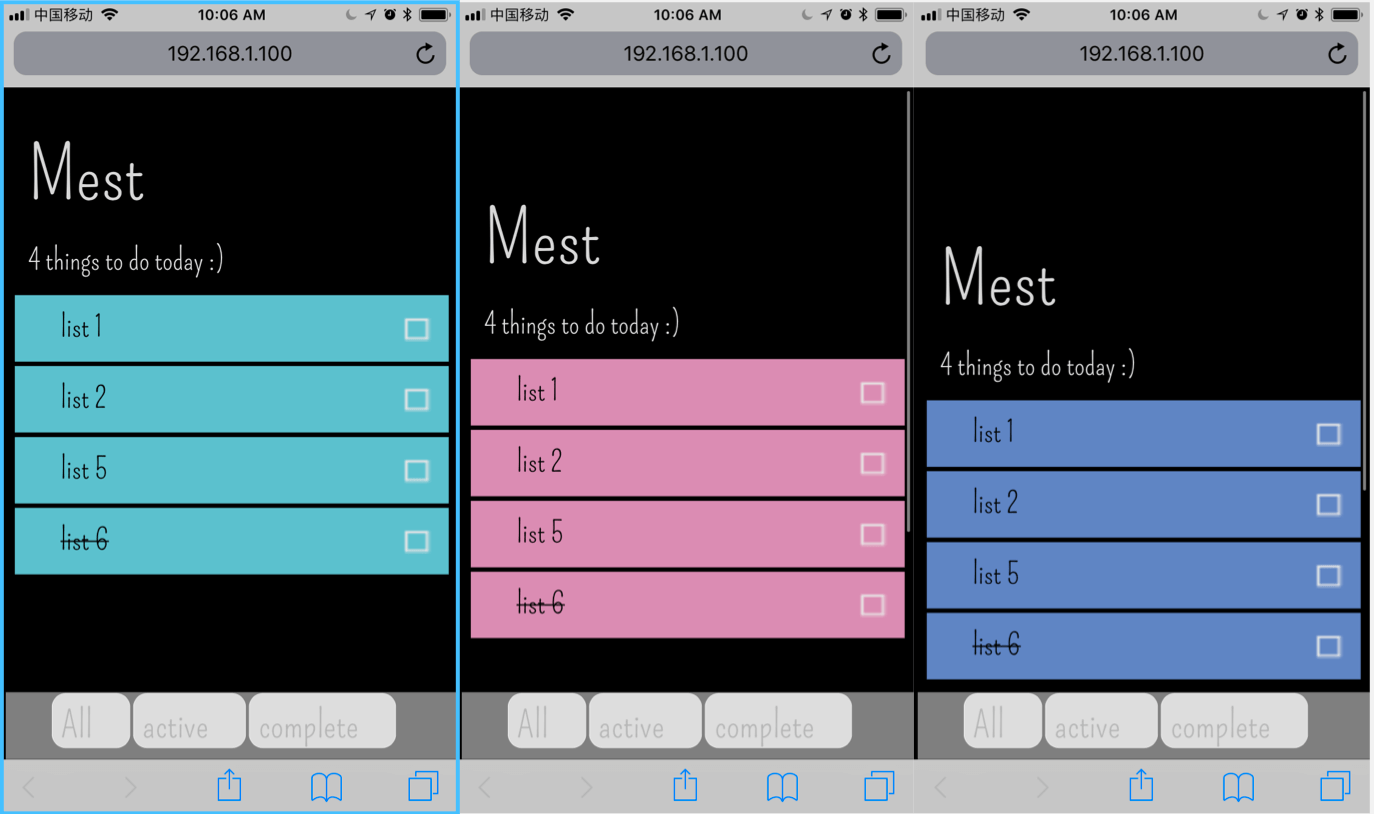 中国移动 10:06 AM
192.168.1.100
Mest
4 things to do today :)
list 1
list 2
list 5
list 6
All active complete
中国移动 10:06 AM
192.168.1.100
Mest
4 things to do today :)
list 1
list 2
list 5
list 6
All active complete
中国移动 10:06 AM
192.168.1.100
Mest
4 things to do today :)
list 1
list 2
list 5
list 6
All active complete